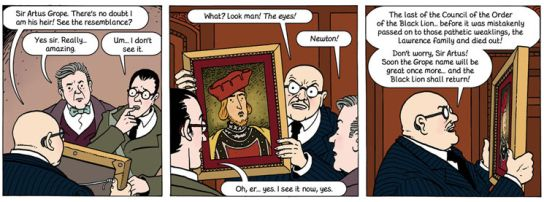 Sir Artus Grope. There's no doubt I
am his heir! See the resemblance?
Yes sir. Really...
amazing.
Um... I don't
see it.
What? Look man! The eyes!
Newton!
Oh, er... yes. I see it now, yes.
The last of the Council of the Order
of the Black Lion... before it was mistakenly
passed on to those pathetic weaklings, the
Lawrence family and died out!
Don't worry, Sir Artus!
Soon the Grope name will be
great once more... and the
Black Lion shall return!